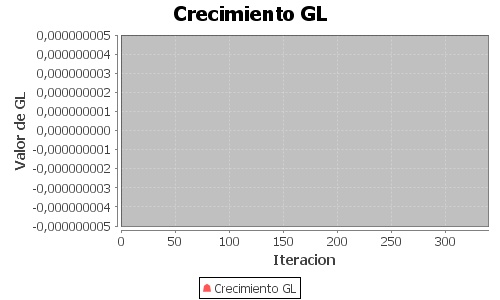 Crecimiento GL
0,000000005
0,000000004
0,000000003
0,000000002
0,000000001
0,000000000
-0,000000001
-0,000000002
-0,000000003
-0,000000004
-0,000000005
Valor de GL
0 50 100 150 200 250 300
Iteracion
Crecimiento GL